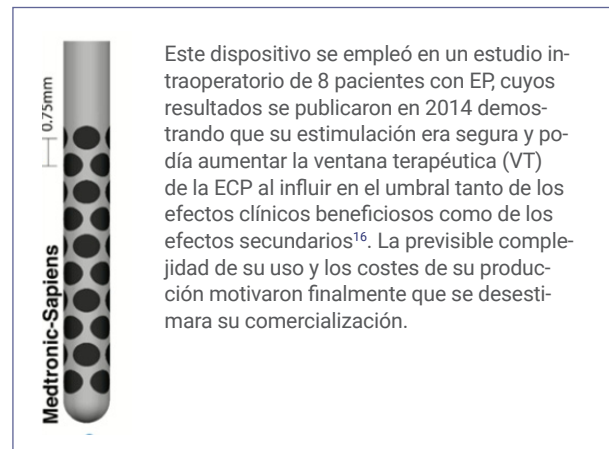 0.75mm
Medtronic-Sapiens
Este dispositivo se empleó en un estudio in-
traoperatorio de 8 pacientes con EP, cuyos
resultados se publicaron en 2014 demos-
trando que su estimulación era segura y po-
día aumentar la ventana terapéutica (VT)
de la ECP al influir en el umbral tanto de los
efectos clínicos beneficiosos como de los
efectos secundarios16. La previsible comple-
jidad de su uso y los costes de su produc-
ción motivaron finalmente que se desesti-
mara su comercialización.